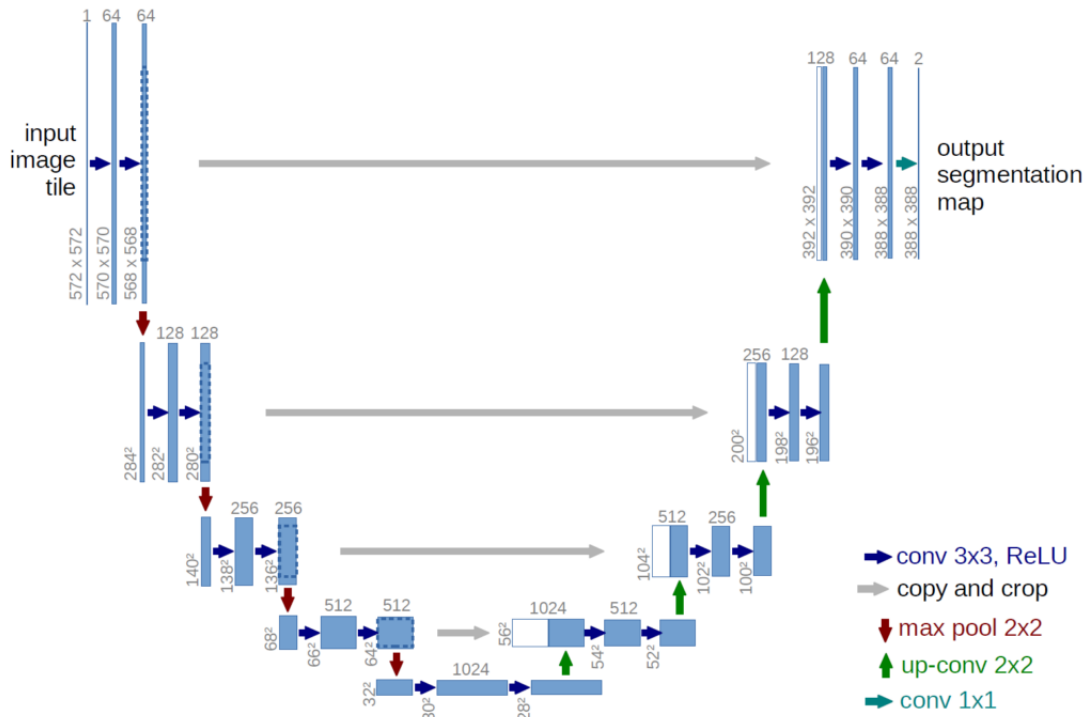 1 64 64
input
image
tile
572 x 572
570 x 570
568 x 568
128 64 64 2
output
segmentation
map
392 x 392
390 x 390
388 x 388
388 x 388
128 128
284²
282²
280²
256 128
200²
198²
196²
256 256
140²
138²
136²
512 256
104²
102²
100²
512 512
68²
66²
64²
1024 512
56²
54²
52²
1024
32²
30²
28²
conv 3x3, ReLU
copy and crop
max pool 2x2
up-conv 2x2
conv 1x1